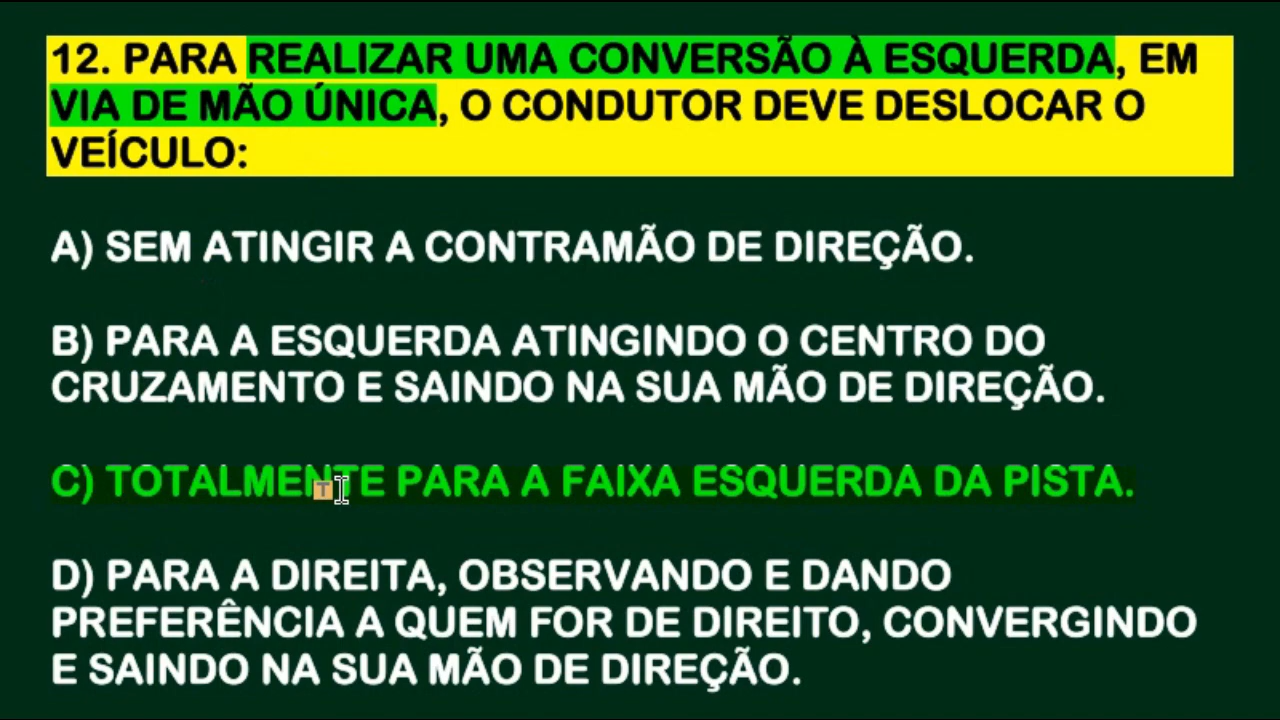 12. PARA REALIZAR UMA CONVERSÃO À ESQUERDA, EM
VIA DE MÃO ÚNICA, O CONDUTOR DEVE DESLOCAR O
VEÍCULO:
A) SEM ATINGIR A CONTRAMÃO DE DIREÇÃO.
B) PARA A ESQUERDA ATINGINDO O CENTRO DO
CRUZAMENTO E SAINDO NA SUA MÃO DE DIREÇÃO.
C) TOTALMENTE PARA A FAIXA ESQUERDA DA PISTA.
D) PARA A DIREITA, OBSERVANDO E DANDO
PREFERÊNCIA A QUEM FOR DE DIREITO, CONVERGINDO
E SAINDO NA SUA MÃO DE DIREÇÃO.